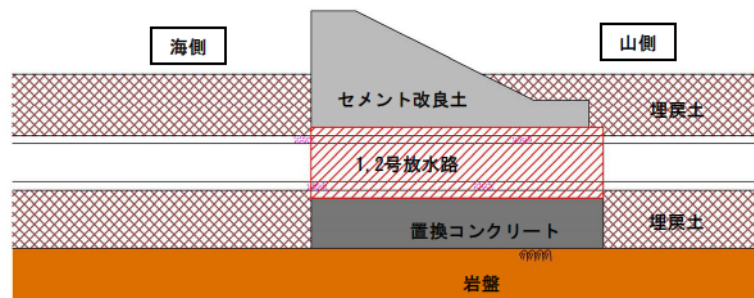 海側
山側
セメント改良土
埋戻土
1,2号放水路
置換コンクリート
埋戻土
岩盤